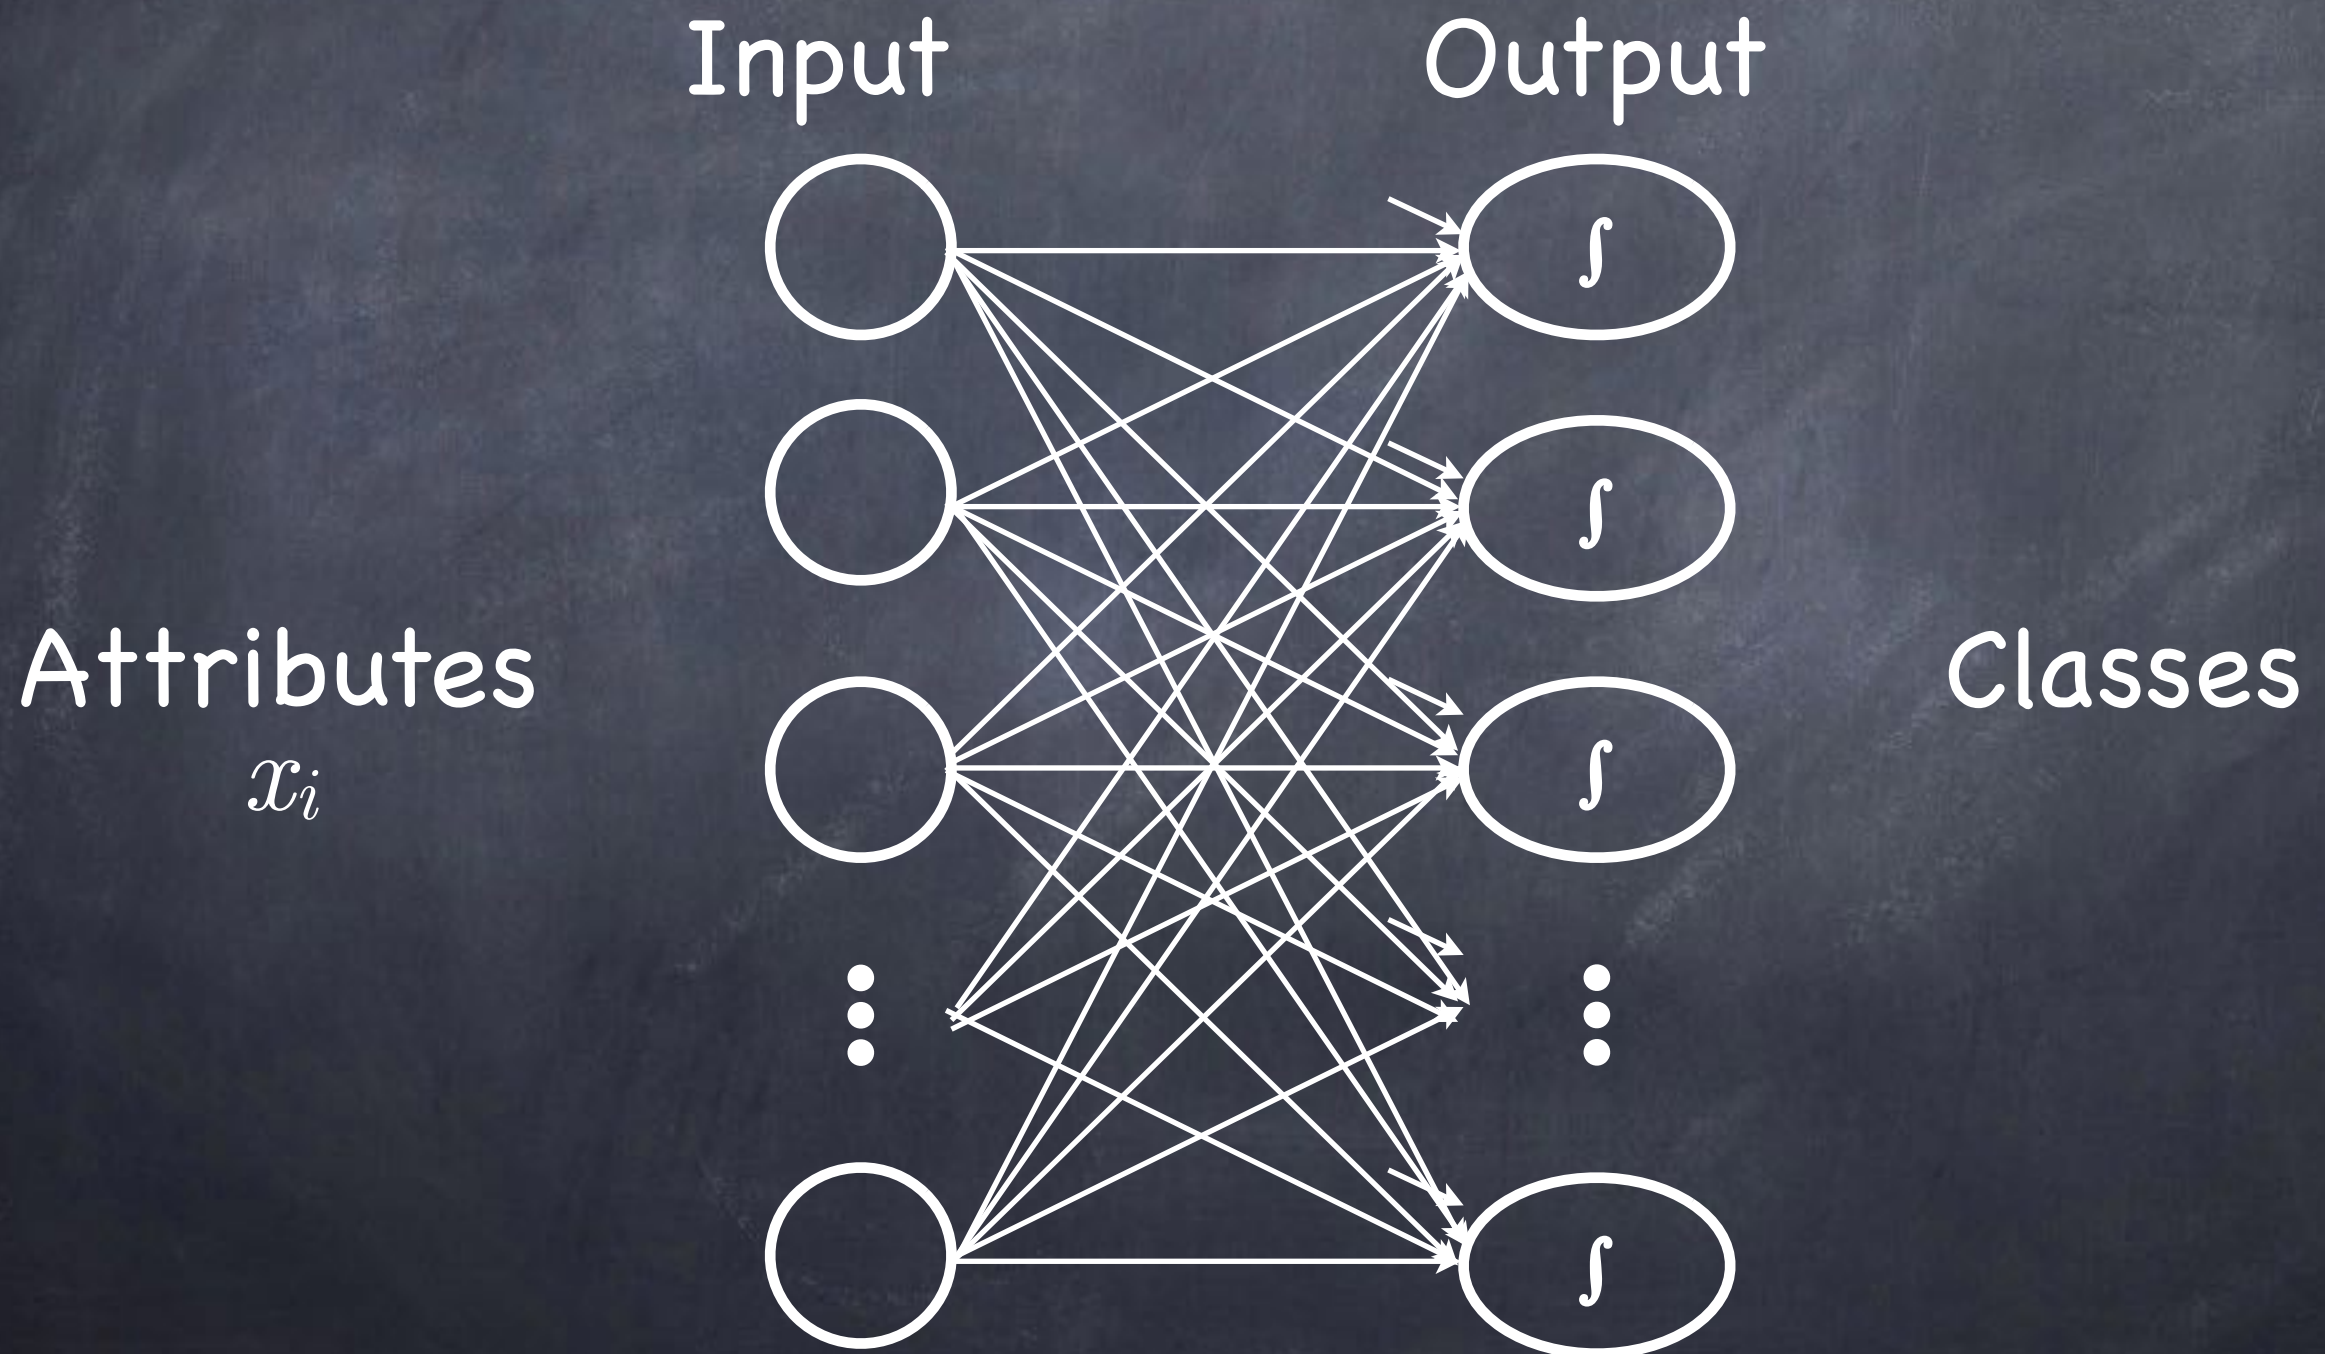 Input Output
∫
∫
Attributes Classes
x_i
∫
∫